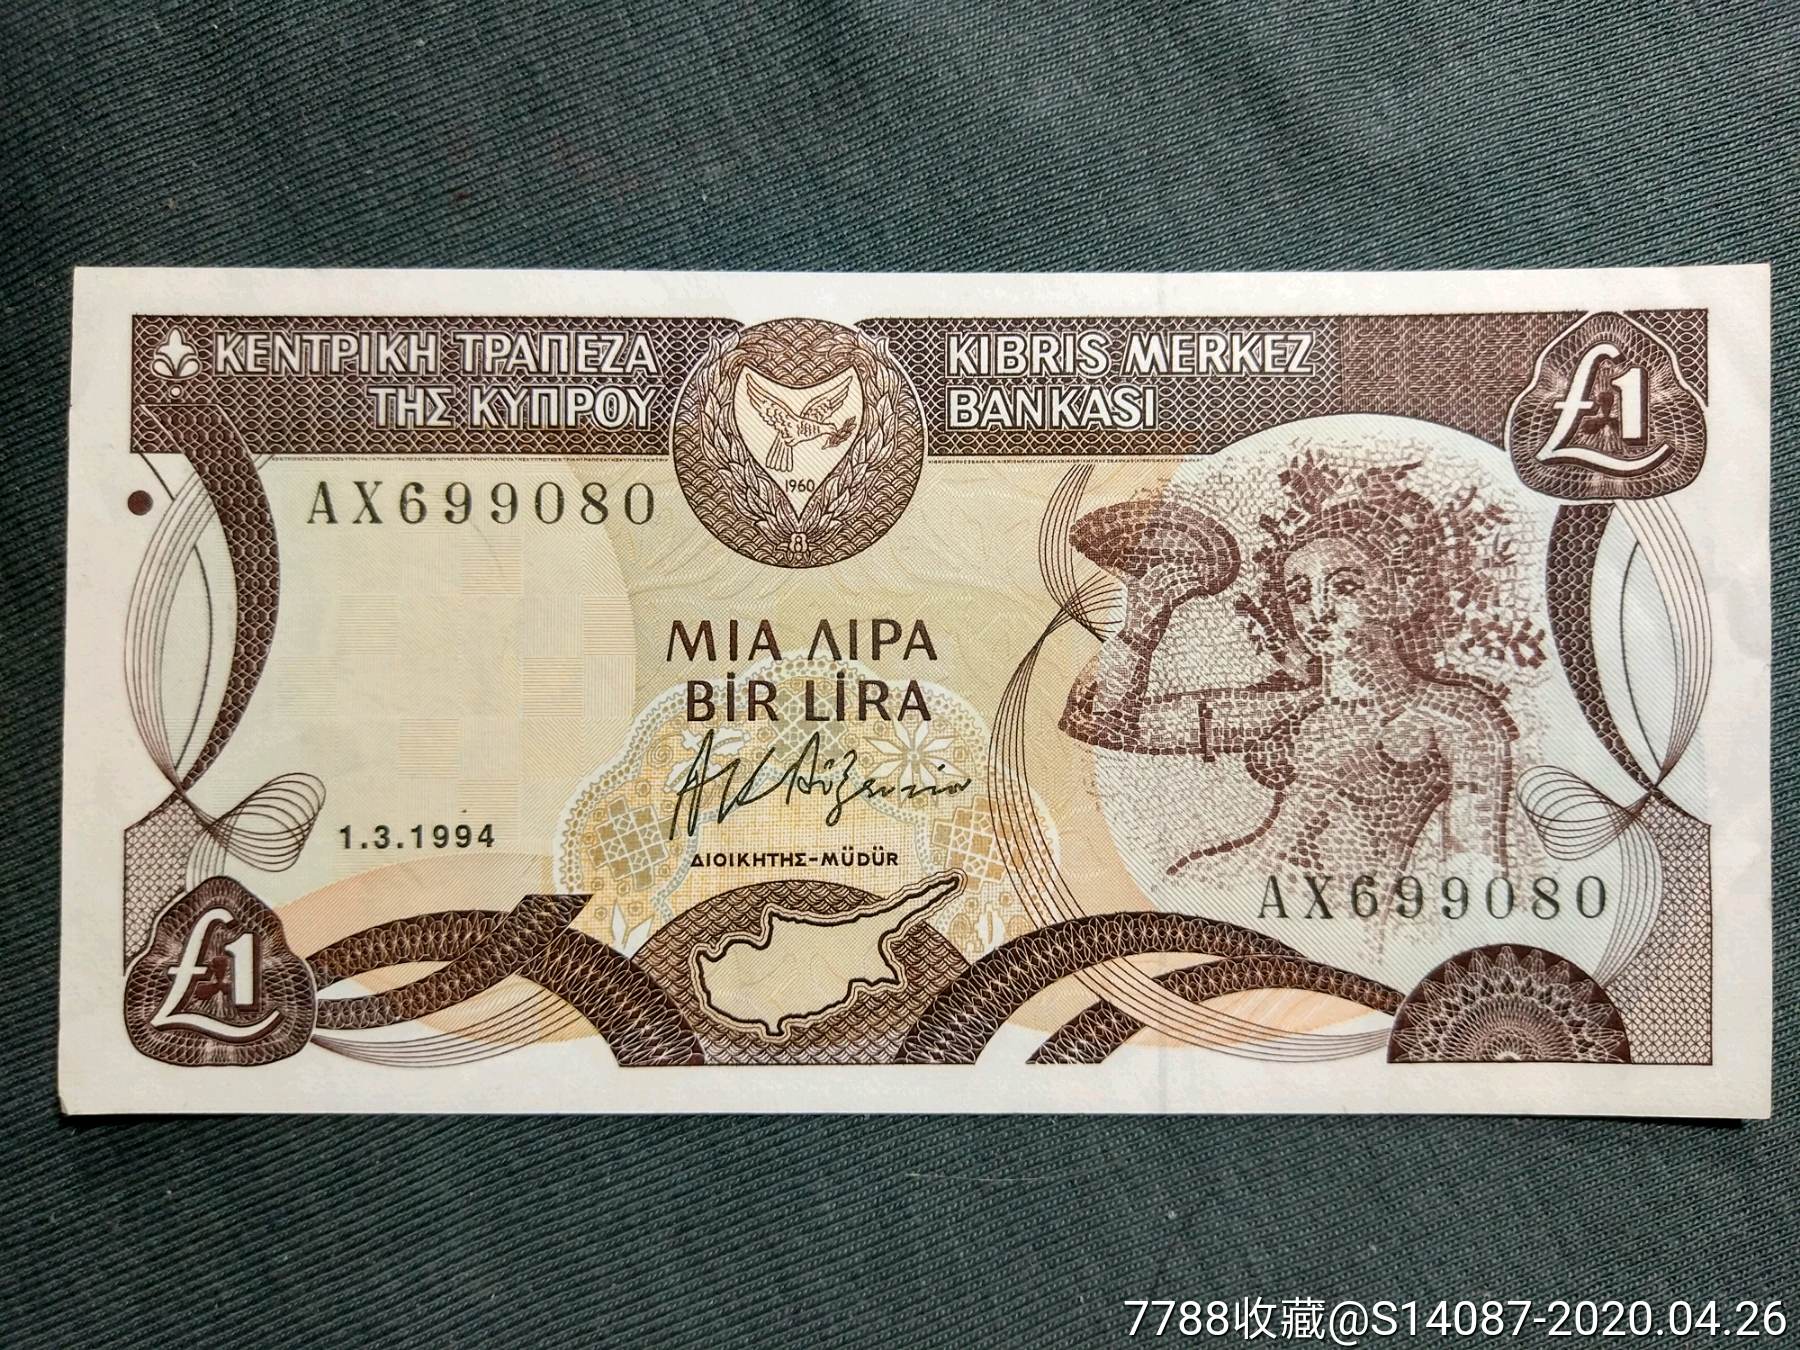 ΚΕΝΤΡΙΚΗ ΤΡΑΠΕΖΑ
ΤΗΣ ΚΥΠΡΟΥ
KIBRIS MERKEZ
BANKASI
£1
AX699080
1960
ΜΙΑ ΛΙΡΑ
BİR LİRA
1.3.1994
ΔΙΟΙΚΗΤΗΣ-MÜDÜR
AX699080
£1
7788收藏@S14087-2020.04.26